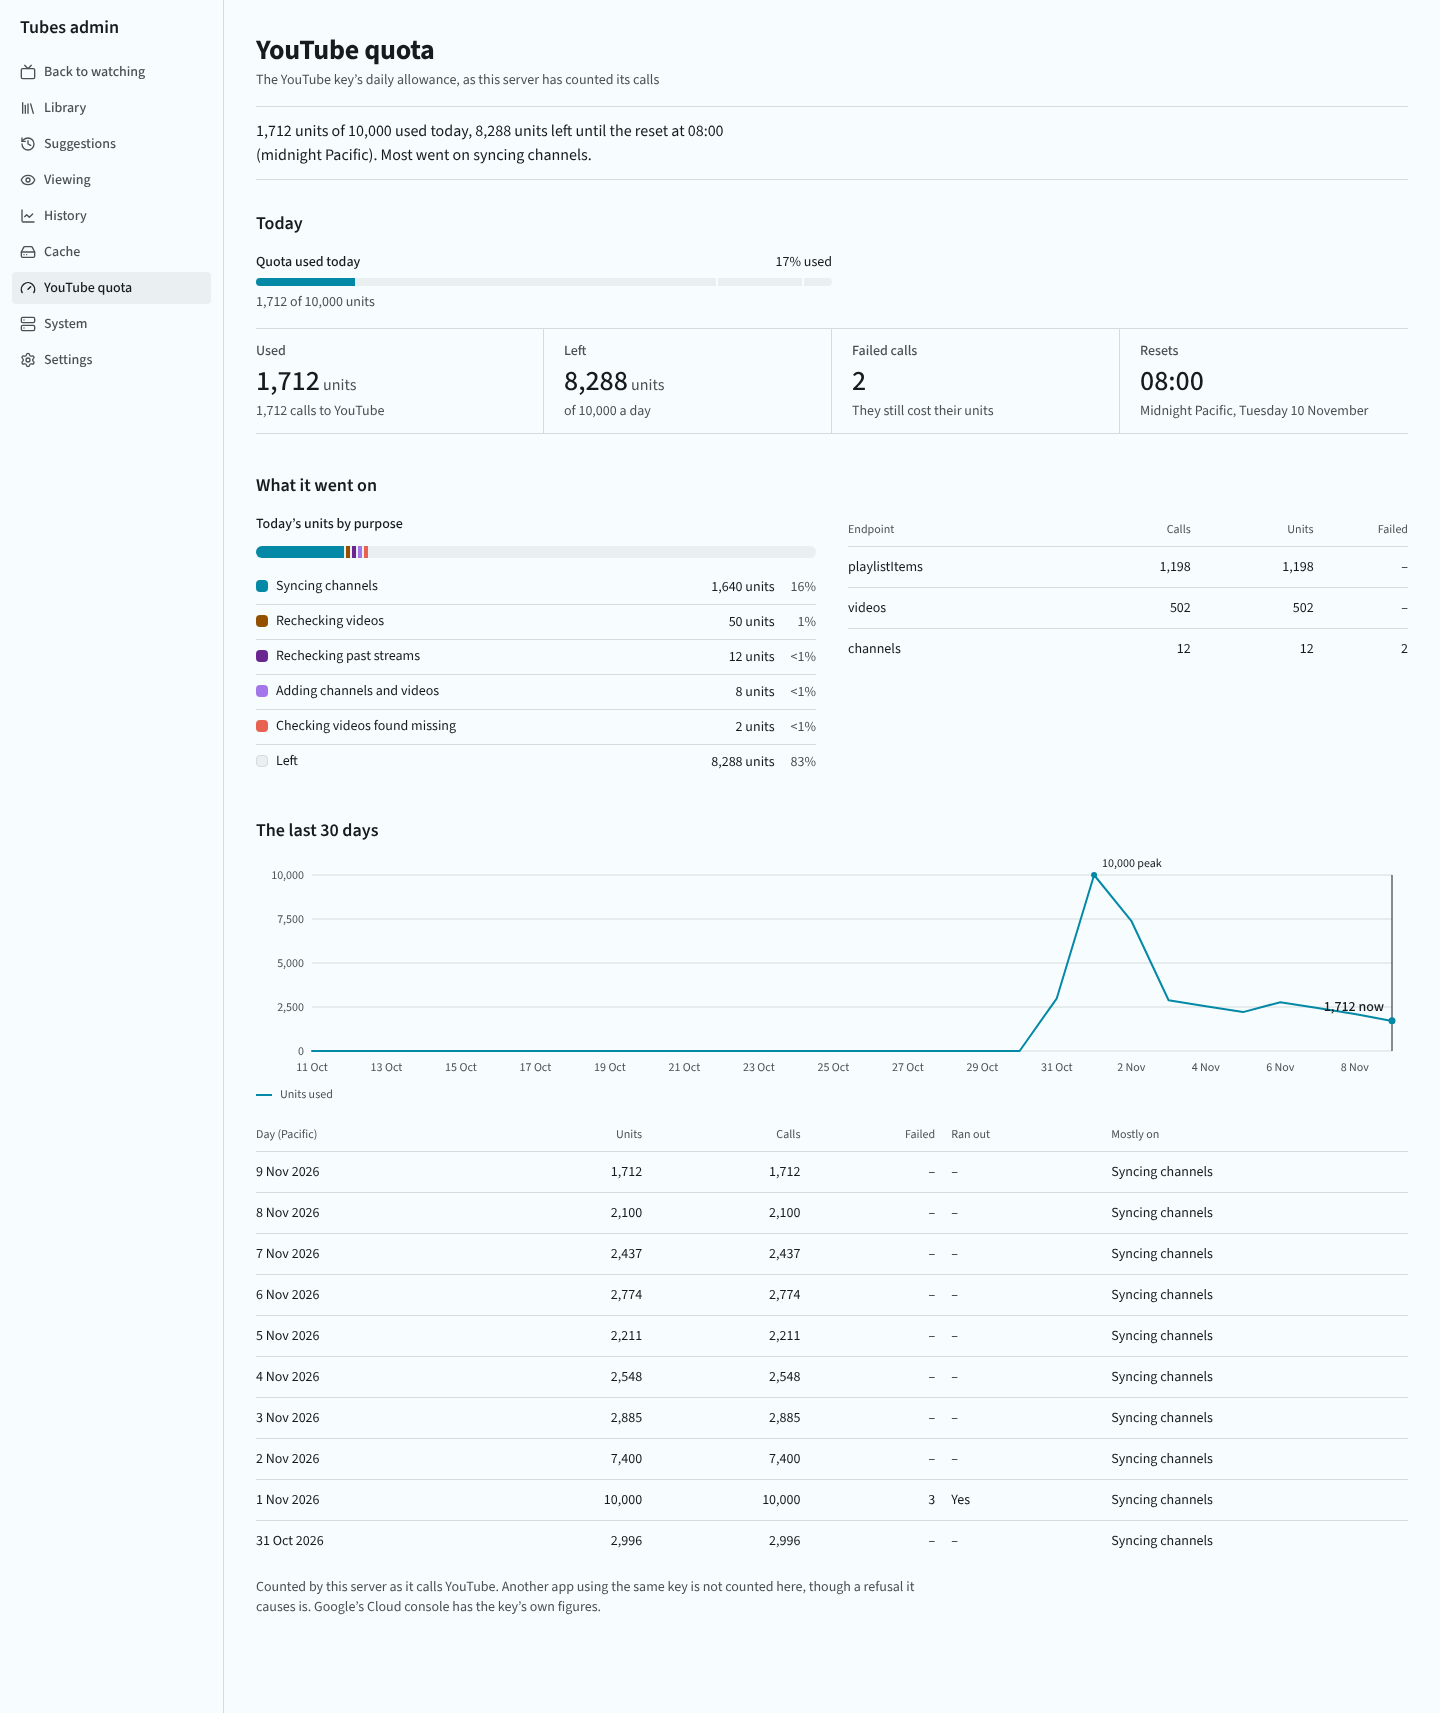 Tubes admin
Back to watching
Library
Suggestions
Viewing
History
Cache
YouTube quota
System
Settings
YouTube quota
The YouTube key’s daily allowance, as this server has counted its calls
1,712 units of 10,000 used today, 8,288 units left until the reset at 08:00
(midnight Pacific). Most went on syncing channels.
Today
Quota used today 17% used
1,712 of 10,000 units
Used
1,712 units
1,712 calls to YouTube
Left
8,288 units
of 10,000 a day
Failed calls
2
They still cost their units
Resets
08:00
Midnight Pacific, Tuesday 10 November
What it went on
Today’s units by purpose
Syncing channels 1,640 units 16%
Rechecking videos 50 units 1%
Rechecking past streams 12 units <1%
Adding channels and videos 8 units <1%
Checking videos found missing 2 units <1%
Left 8,288 units 83%
Endpoint Calls Units Failed
playlistItems 1,198 1,198 –
videos 502 502 –
channels 12 12 2
The last 30 days
10,000 peak
10,000
7,500
5,000
2,500
0
1,712 now
11 Oct 13 Oct 15 Oct 17 Oct 19 Oct 21 Oct 23 Oct 25 Oct 27 Oct 29 Oct 31 Oct 2 Nov 4 Nov 6 Nov 8 Nov
Units used
Day (Pacific) Units Calls Failed Ran out Mostly on
9 Nov 2026 1,712 1,712 – – Syncing channels
8 Nov 2026 2,100 2,100 – – Syncing channels
7 Nov 2026 2,437 2,437 – – Syncing channels
6 Nov 2026 2,774 2,774 – – Syncing channels
5 Nov 2026 2,211 2,211 – – Syncing channels
4 Nov 2026 2,548 2,548 – – Syncing channels
3 Nov 2026 2,885 2,885 – – Syncing channels
2 Nov 2026 7,400 7,400 – – Syncing channels
1 Nov 2026 10,000 10,000 3 Yes Syncing channels
31 Oct 2026 2,996 2,996 – – Syncing channels
Counted by this server as it calls YouTube. Another app using the same key is not counted here, though a refusal it
causes is. Google’s Cloud console has the key’s own figures.